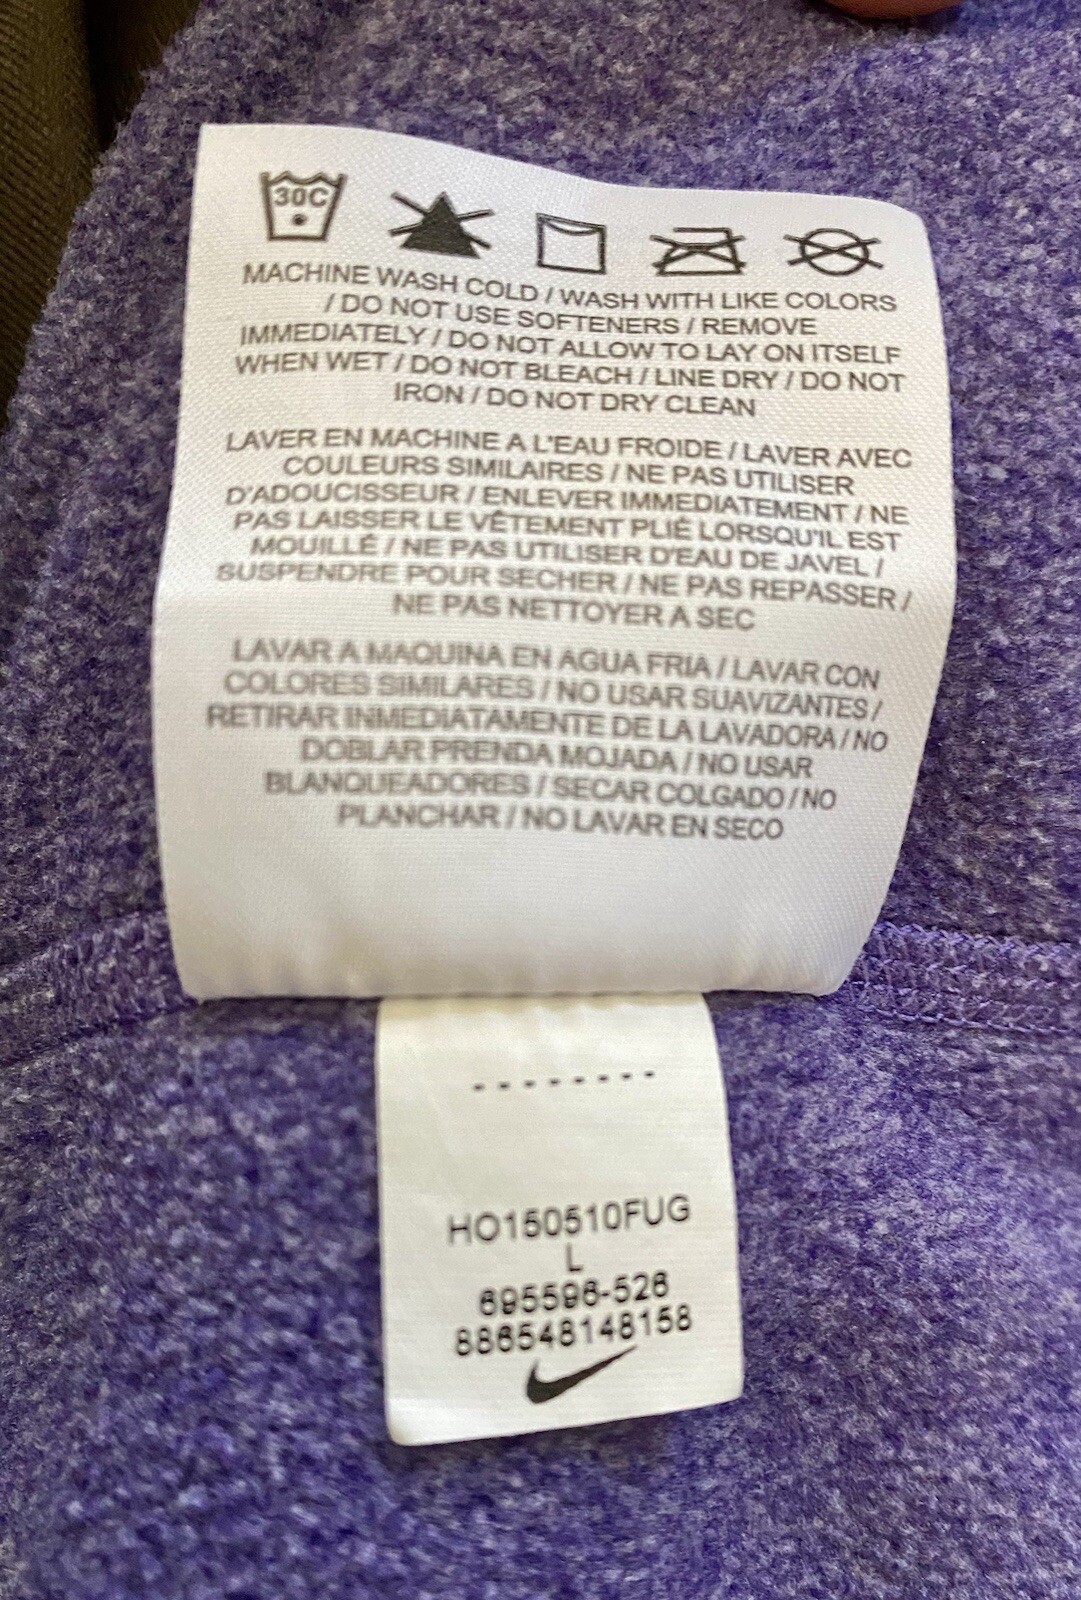 30C
MACHINE WASH COLD / WASH WITH LIKE COLORS
/ DO NOT USE SOFTENERS / REMOVE
IMMEDIATELY / DO NOT ALLOW TO LAY ON ITSELF
WHEN WET / DO NOT BLEACH / LINE DRY / DO NOT
IRON / DO NOT DRY CLEAN
LAVER EN MACHINE A L'EAU FROIDE / LAVER AVEC
COULEURS SIMILAIRES / NE PAS UTILISER
D'ADOUCISSEUR / ENLEVER IMMEDIATEMENT / NE
PAS LAISSER LE VÊTEMENT PLIÉ LORSQU'IL EST
MOUILLÉ / NE PAS UTILISER D'EAU DE JAVEL /
SUSPENDRE POUR SECHER / NE PAS REPASSER /
NE PAS NETTOYER A SEC
LAVAR A MAQUINA EN AGUA FRIA / LAVAR CON
COLORES SIMILARES / NO USAR SUAVIZANTES /
RETIRAR INMEDIATAMENTE DE LA LAVADORA / NO
DOBLAR PRENDA MOJADA / NO USAR
BLANQUEADORES / SECAR COLGADO / NO
PLANCHAR / NO LAVAR EN SECO
--------
HO150510FUG
L
695596-526
886548148158